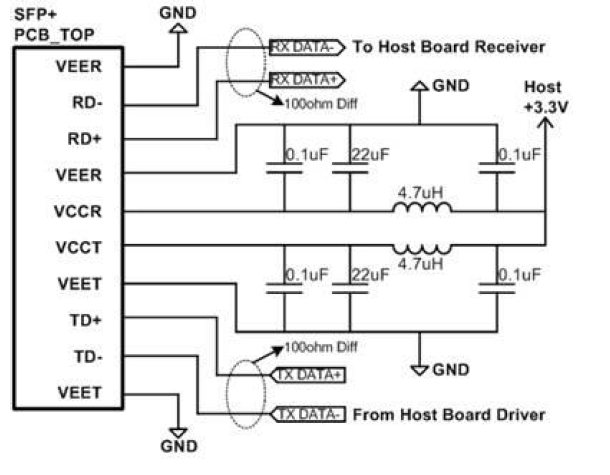 SFP+
PCB_TOP
GND
VEER
RX DATA-
To Host Board Receiver
RD-
RX DATA+
100ohm Diff
GND
Host
+3.3V
RD+
0.1uF
22uF
0.1uF
VEER
4.7uH
VCCR
VCCT
4.7uH
0.1uF
22uF
0.1uF
VEET
TD+
100ohm Diff
TD-
TX DATA+
GND
VEET
TX DATA-
From Host Board Driver
GND